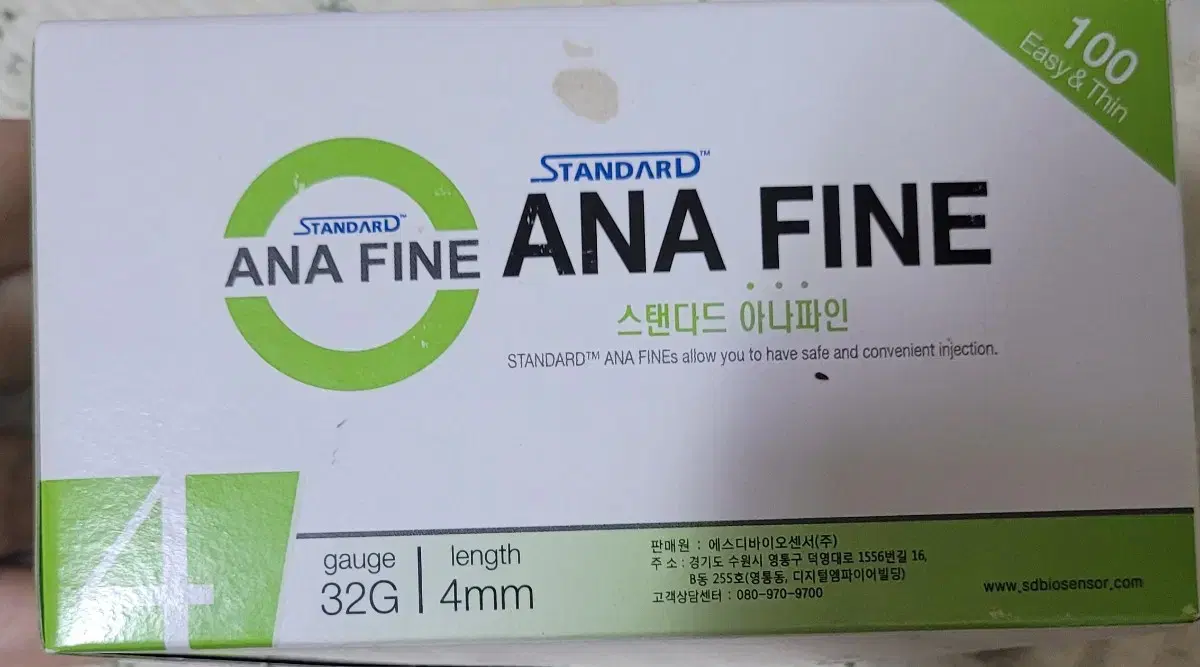 100
Easy & Thin
STANDARD™
ANA FINE
STANDARD™
ANA FINE
스탠다드 아나파인
STANDARD™ ANA FINEs allow you to have safe and convenient injection.
4
gauge
32G
length
4mm
판매원 : 에스디바이오센서(주)
주 소 : 경기도 수원시 영통구 덕영대로 1556번길 16,
B동 255호(영통동, 디지털엠파이어빌딩)
고객상담센터 : 080-970-9700
www.sdbiosensor.com